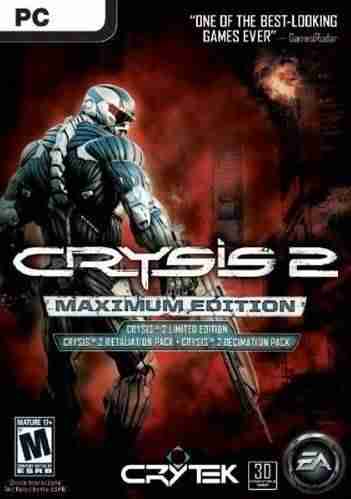 PC
"ONE OF THE BEST-LOOKING
GAMES EVER" — GamesRadar
CRYSIS 2
MAXIMUM EDITION
CRYSIS® 2 LIMITED EDITION
CRYSIS® 2 RETALIATION PACK • CRYSIS® 2 DECIMATION PACK
MATURE 17+
M
ESRB
CRYTEK
3D
EA